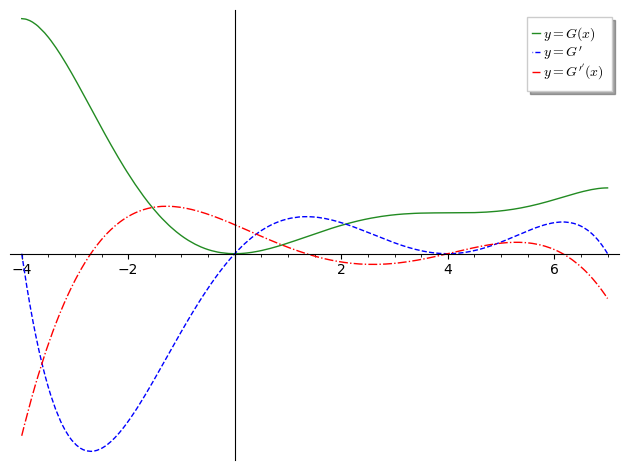 y = G(x)
y = G′
y = G′′(x)
−4
−2
2
4
6